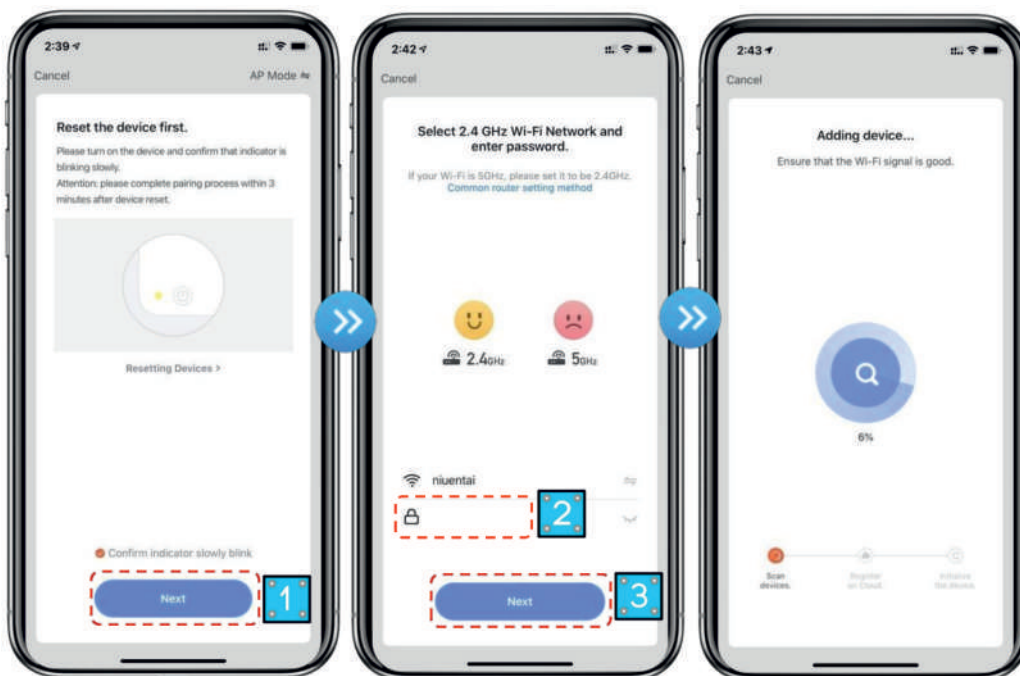 2:39
Cancel
AP Mode
Reset the device first.
Please turn on the device and confirm that indicator is
blinking slowly.
Attention: please complete pairing process within 3
minutes after device reset.
Resetting Devices >
Confirm indicator slowly blink
Next
1
2:42
Cancel
Select 2.4 GHz Wi-Fi Network and
enter password.
If your Wi-Fi is 5GHz, please set it to be 2.4GHz.
Common router setting method
2.4GHz
5GHz
niuentai
2
Next
3
2:43
Cancel
Adding device...
Ensure that the Wi-Fi signal is good.
6%
Scan
devices.
Register
on Cloud.
Initialize
the device.